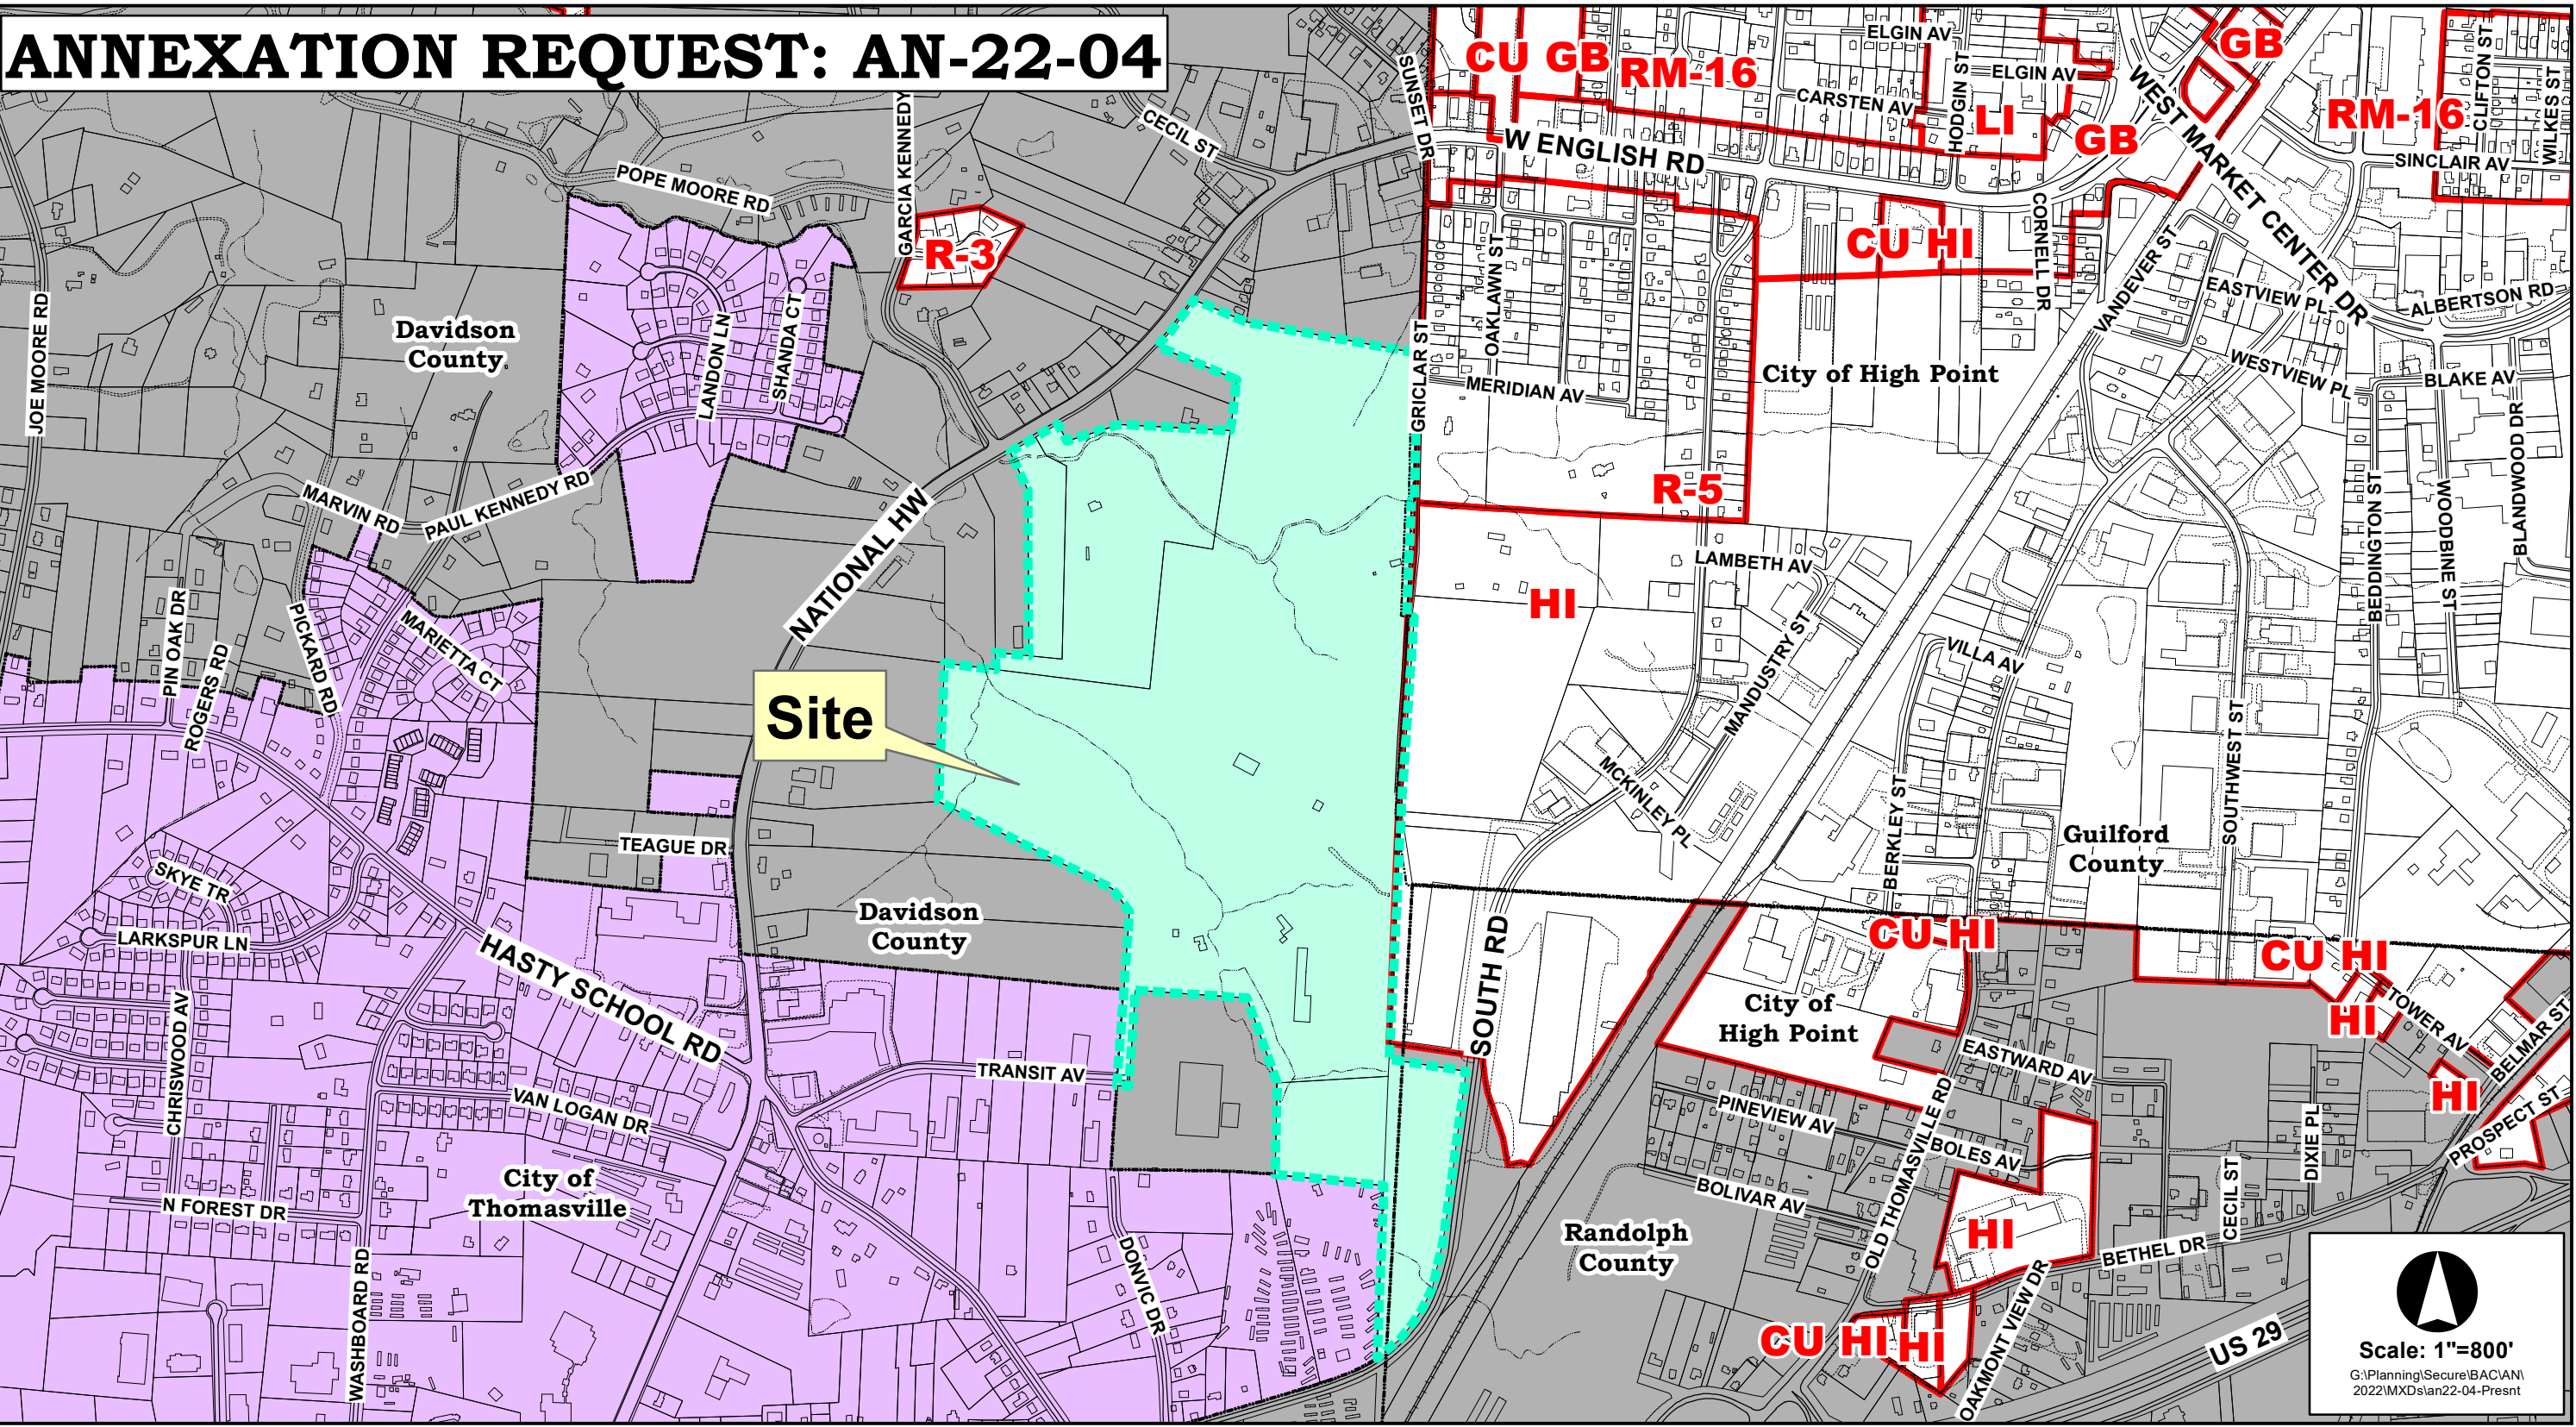 ANNEXATION REQUEST: AN-22-04
CU GB
RM-16
GB
ELGIN AV
ELGIN AV
CARSTEN AV
HODGIN ST
LI
GB
WEST MARKET CENTER DR
RM-16
CLIFTON ST
WILKES ST
SINCLAIR AV
SUNSET DR
W ENGLISH RD
CECIL ST
POPE MOORE RD
GARCIA KENNEDY
R-3
CU HI
CORNELL DR
VANDEVER ST
EASTVIEW PL
ALBERTSON RD
WESTVIEW PL
BLAKE AV
BLANDWOOD DR
WOODBINE ST
BEDDINGTON ST
JOE MOORE RD
Davidson
County
LANDON LN
SHANDA CT
GRICLAR ST
OAKLAWN ST
MERIDIAN AV
City of High Point
R-5
MARVIN RD
PAUL KENNEDY RD
NATIONAL HW
LAMBETH AV
HI
PIN OAK DR
ROGERS RD
PICKARD RD
MARIETTA CT
MANDUSTRY ST
VILLA AV
Site
MCKINLEY PL
BERKLEY ST
SOUTHWEST ST
Guilford
County
TEAGUE DR
SKYE TR
LARKSPUR LN
HASTY SCHOOL RD
Davidson
County
SOUTH RD
CU HI
CU HI
City of
High Point
HI
TOWER AV
BELMAR ST
CHRISWOOD AV
EASTWARD AV
TRANSIT AV
VAN LOGAN DR
PINEVIEW AV
BOLES AV
OLD THOMASVILLE RD
HI
PROSPECT ST
DIXIE PL
CECIL ST
City of
Thomasville
N FOREST DR
BOLIVAR AV
Randolph
County
HI
BETHEL DR
WASHBOARD RD
DONVIC DR
CU HI
HI
OAKMONT VIEW DR
US 29
Scale: 1"=800'
G:\Planning\Secure\BAC\AN\
2022\MXDs\an22-04-Presnt